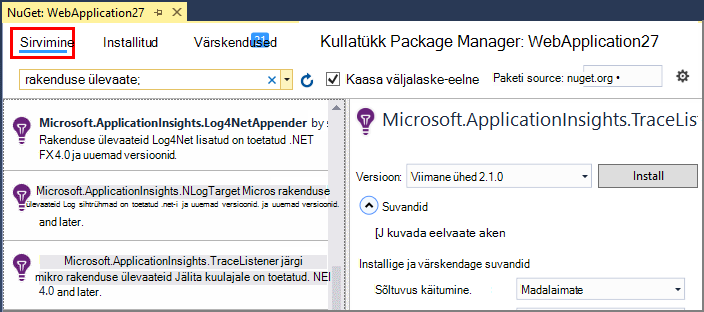 NuGet: WebApplication27
Sirvimine Installitud Värskendused 21 Kullatükk Package Manager: WebApplication27
rakenduse ülevaate; Kaasa väljalaske-eelne Paketi source: nuget.org •
Microsoft.ApplicationInsights.Log4NetAppender by
Rakenduse ülevaateid Log4Net lisatud on toetatud .NET
FX 4.0 ja uuemad versioonid.
Microsoft.ApplicationInsights.NLogTarget Micros rakenduse
ülevaateid Log sihtrühmad on toetatud .net-i ja uuemad versioonid. ja uuemad versioonid.
and later.
Microsoft.ApplicationInsights.TraceListener järgi
mikro rakenduse ülevaateid Jälita kuulajale on toetatud. NE
4.0 and later.
Microsoft.ApplicationInsights.TraceListe
Versioon: Viimane ühed 2.1.0 Install
Suvandid
[J kuvada eelvaate aken
Installige ja värskendage suvandid
Sõltuvus käitumine. Madalaimate